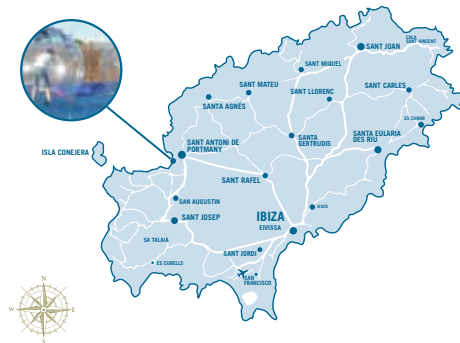 CALA
SANT VINCENT
SANT JOAN
SANT MIQUEL
SANT MATEU
SANT LLORENC
SANT CARLES
SANTA AGNÈS
ES CANAR
SANT ANTONI DE
PORTMANY
SANTA
GERTRUDIS
SANTA EULARIA
DES RIU
ISLA CONEJERA
SANT RAFEL
SAN AUGUSTIN
JESÚS
SANT JOSEP
IBIZA
EIVISSA
SA TALAIA
SANT JORDI
ES CUBELLS
SAN
FRANCISCO
N
W
E
S